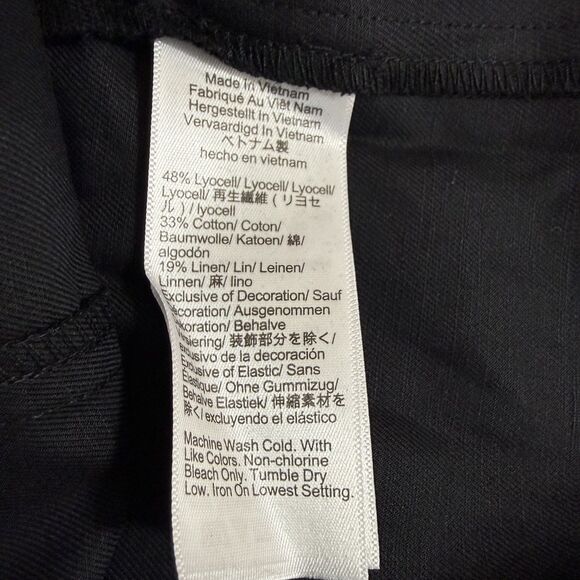 Made In Vietnam
Fabriqué Au Viêt Nam
Hergestellt In Vietnam
Vervaardigd In Vietnam
ベトナム製
hecho en vietnam
48% Lyocell/ Lyocell/ Lyocell/
Lyocell/ 再生繊維 ( リヨセ
ル ) / lyocell
33% Cotton/ Coton/
Baumwolle/ Katoen/ 綿/
algodón
19% Linen/ Lin/ Leinen/
Linnen/ 麻/ lino
Exclusive of Decoration/ Sauf
Décoration/ Ausgenommen
Dekoration/ Behalve
Versiering/ 装飾部分を除く/
exclusivo de la decoración
Exclusive of Elastic/ Sans
Elastique/ Ohne Gummizug/
Behalve Elastiek/ 伸縮素材を
除く/ excluyendo el elástico
Machine Wash Cold. With
Like Colors. Non-chlorine
Bleach Only. Tumble Dry
Low. Iron On Lowest Setting.